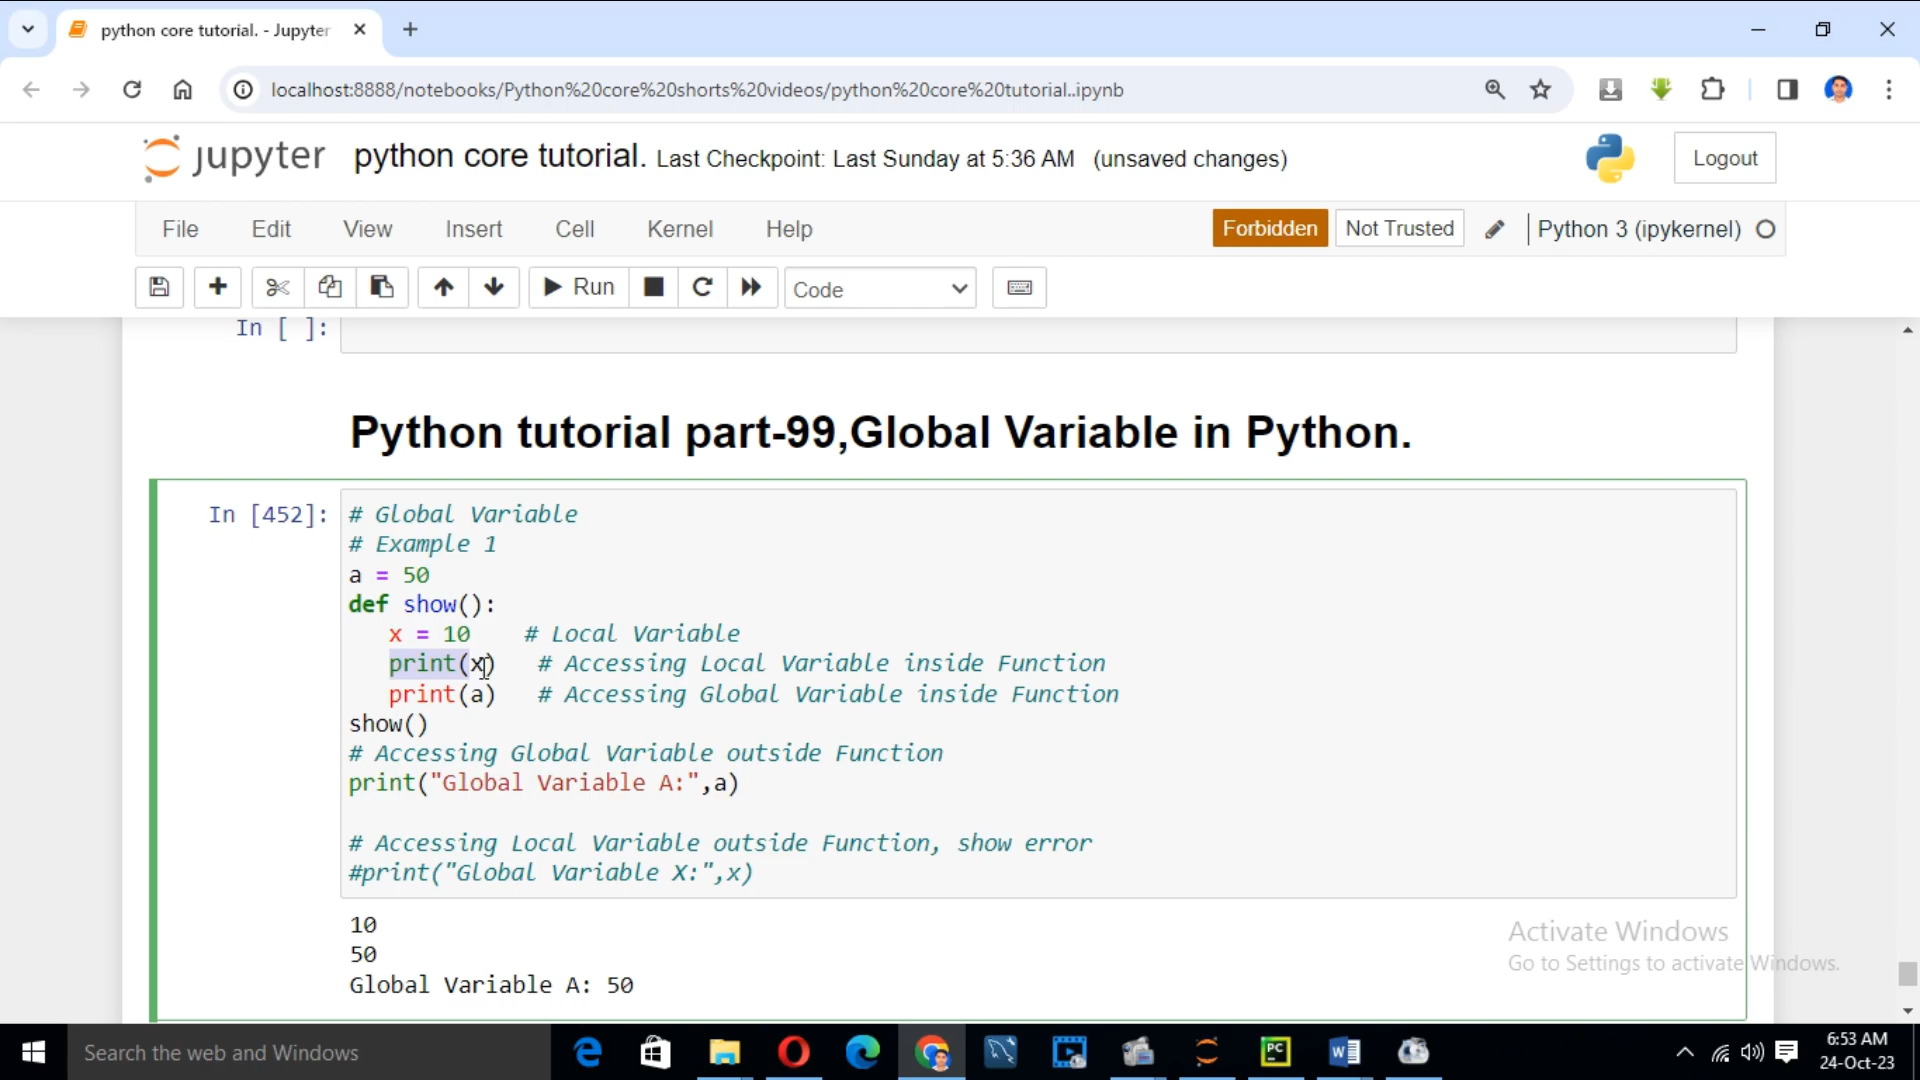 python core tutorial. - Jupyter
localhost:8888/notebooks/Python%20core%20shorts%20videos/python%20core%20tutorial..ipynb
jupyter python core tutorial. Last Checkpoint: Last Sunday at 5:36 AM (unsaved changes)
Logout
File Edit View Insert Cell Kernel Help Forbidden Not Trusted Python 3 (ipykernel)
Run Code
In [ ]:
Python tutorial part-99,Global Variable in Python.
In [452]: # Global Variable
# Example 1
a = 50
def show():
   x = 10    # Local Variable
   print(x)   # Accessing Local Variable inside Function
   print(a)   # Accessing Global Variable inside Function
show()
# Accessing Global Variable outside Function
print("Global Variable A:",a)
# Accessing Local Variable outside Function, show error
#print("Global Variable X:",x)
10
50
Global Variable A: 50
Activate Windows
Go to Settings to activate Windows.
Search the web and Windows
PC
W
6:53 AM
24-Oct-23